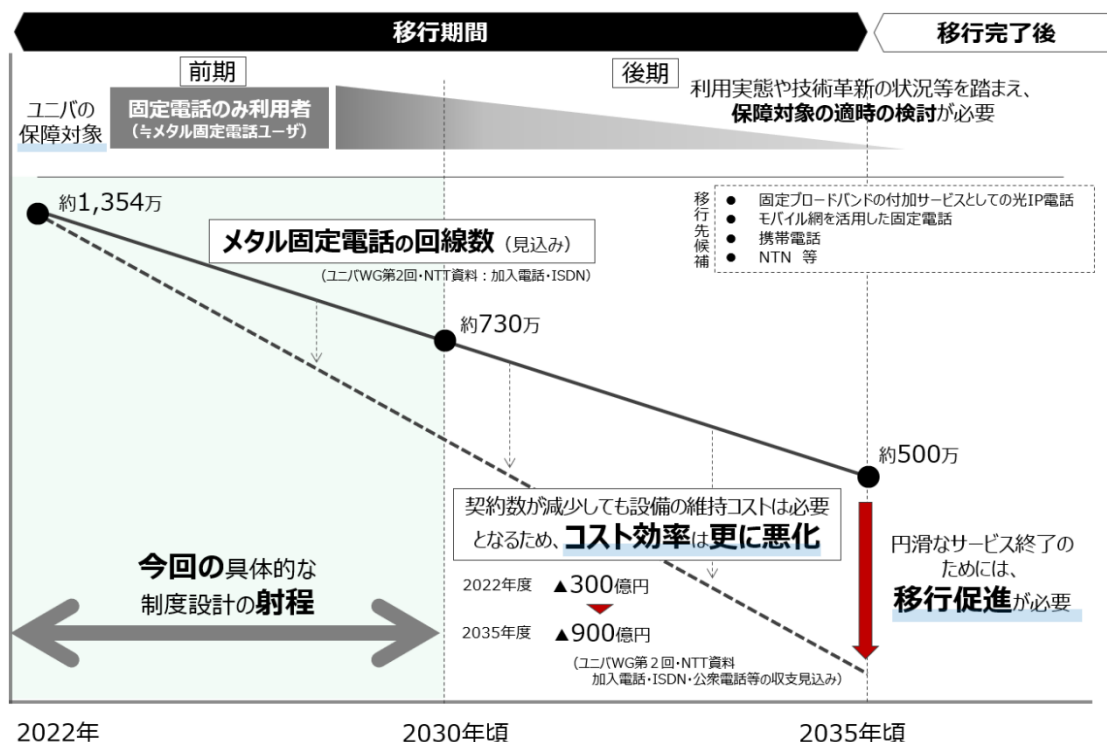 移行期間
移行完了後
前期
後期
ユニバの
保障対象
固定電話のみ利用者
(≒メタル固定電話ユーザ)
利用実態や技術革新の状況等を踏まえ、
保障対象の適時の検討が必要
約1,354万
移行先候補
● 固定ブロードバンドの付加サービスとしての光IP電話
● モバイル網を活用した固定電話
● 携帯電話
● NTN 等
メタル固定電話の回線数(見込み)
(ユニバWG第2回・NTT資料:加入電話・ISDN)
約730万
約500万
契約数が減少しても設備の維持コストは必要
となるため、コスト効率は更に悪化
今回の具体的な
制度設計の射程
2022年度 ▲300億円
2035年度 ▲900億円
(ユニバWG第2回・NTT資料
加入電話・ISDN・公衆電話等の収支見込み)
円滑なサービス終了の
ためには、
移行促進が必要
2022年
2030年頃
2035年頃